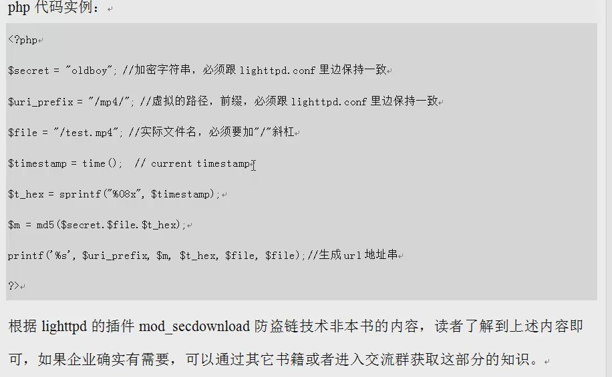 php 代码实例：
<?php
$secret = "oldboy"; //加密字符串，必须跟 lighttpd.conf 里边保持一致
$uri_prefix = "/mp4/"; //虚拟的路径，前缀，必须跟 lighttpd.conf 里边保持一致
$file = "/test.mp4"; //实际文件名，必须要加"/"斜杠
$timestamp = time();  // current timestamp
$t_hex = sprintf("%08x", $timestamp);
$m = md5($secret.$file.$t_hex);
printf('%s', $uri_prefix, $m, $t_hex, $file, $file);//生成 url 地址串
?>
根据 lighttpd 的插件 mod_secdownload 防盗链技术非本书的内容，读者了解到上述内容即
可，如果企业确实有需要，可以通过其它书籍或者进入交流群获取这部分的知识。